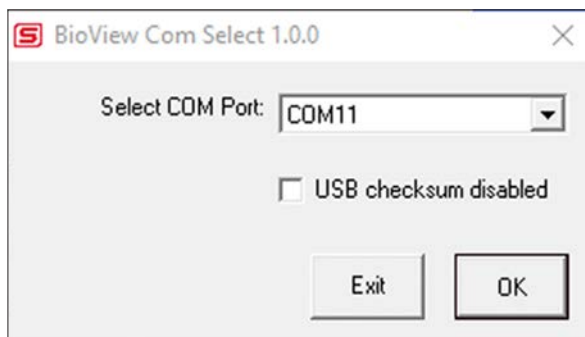 S BioView Com Select 1.0.0
Select COM Port: COM11
USB checksum disabled
Exit OK